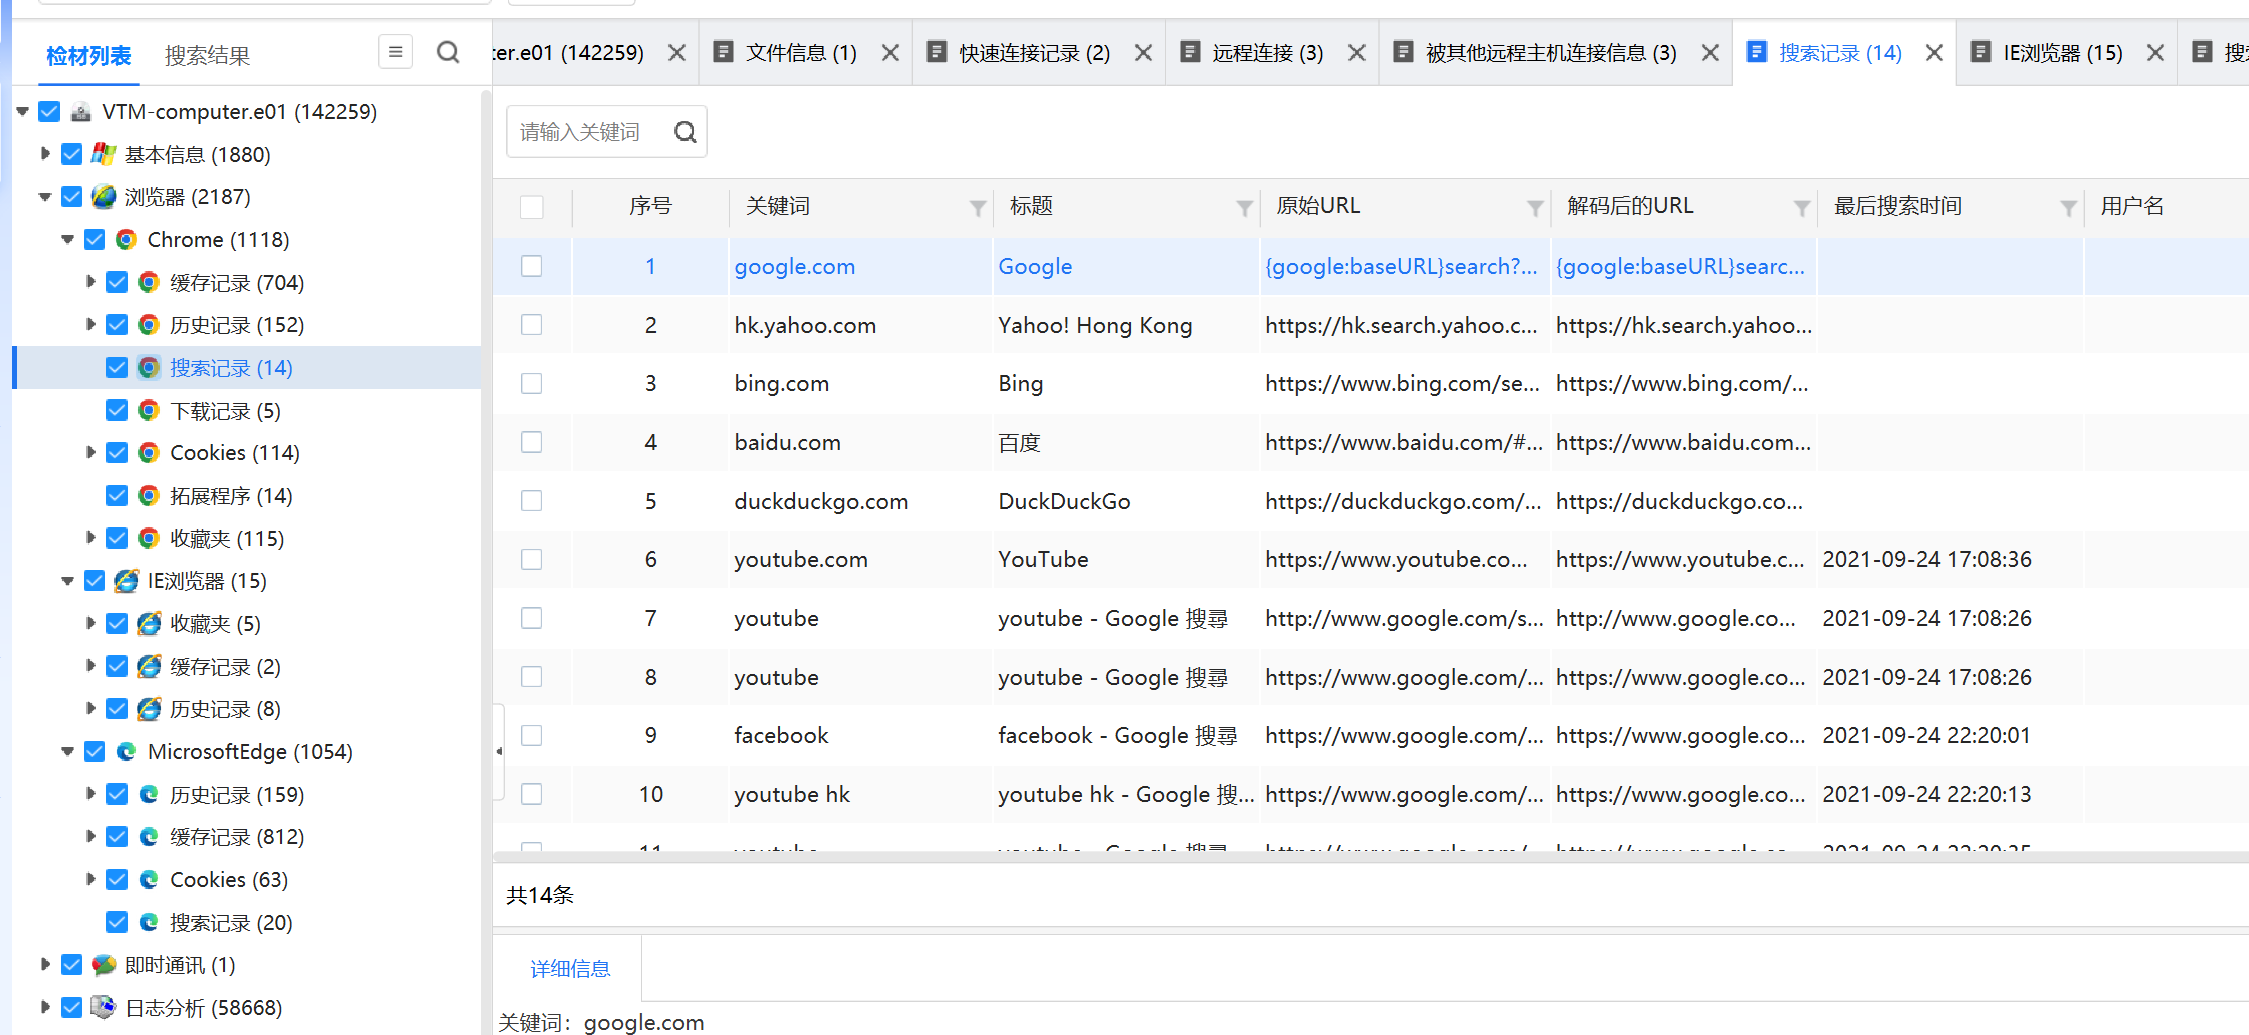 检材列表
搜索结果
ter.e01 (142259)
文件信息 (1)
快速连接记录 (2)
远程连接 (3)
被其他远程主机连接信息 (3)
搜索记录 (14)
IE浏览器 (15)
搜
VTM-computer.e01 (142259)
基本信息 (1880)
浏览器 (2187)
Chrome (1118)
缓存记录 (704)
历史记录 (152)
搜索记录 (14)
下载记录 (5)
Cookies (114)
拓展程序 (14)
收藏夹 (115)
IE浏览器 (15)
收藏夹 (5)
缓存记录 (2)
历史记录 (8)
MicrosoftEdge (1054)
历史记录 (159)
缓存记录 (812)
Cookies (63)
搜索记录 (20)
即时通讯 (1)
日志分析 (58668)
请输入关键词
序号 关键词 标题 原始URL 解码后的URL 最后搜索时间 用户名
1 google.com Google {google:baseURL}search?... {google:baseURL}searc...
2 hk.yahoo.com Yahoo! Hong Kong https://hk.search.yahoo.c... https://hk.search.yahoo...
3 bing.com Bing https://www.bing.com/se... https://www.bing.com/...
4 baidu.com 百度 https://www.baidu.com/#... https://www.baidu.com...
5 duckduckgo.com DuckDuckGo https://duckduckgo.com/... https://duckduckgo.co...
6 youtube.com YouTube https://www.youtube.co... https://www.youtube.c... 2021-09-24 17:08:36
7 youtube youtube - Google 搜尋 http://www.google.com/s... http://www.google.co... 2021-09-24 17:08:26
8 youtube youtube - Google 搜尋 https://www.google.com/... https://www.google.co... 2021-09-24 17:08:26
9 facebook facebook - Google 搜尋 https://www.google.com/... https://www.google.co... 2021-09-24 22:20:01
10 youtube hk youtube hk - Google 搜... https://www.google.com/... https://www.google.co... 2021-09-24 22:20:13
共14条
详细信息
关键词： google.com